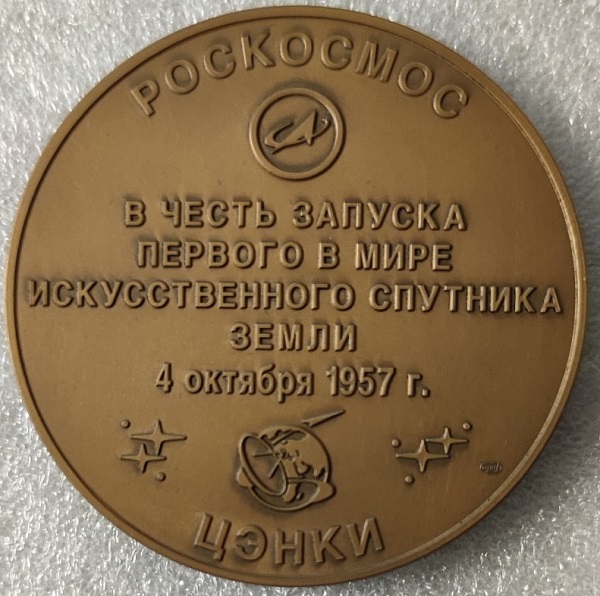 РОСКОСМОС
В ЧЕСТЬ ЗАПУСКА
ПЕРВОГО В МИРЕ
ИСКУССТВЕННОГО СПУТНИКА
ЗЕМЛИ
4 октября 1957 г.
ЦЭНКИ